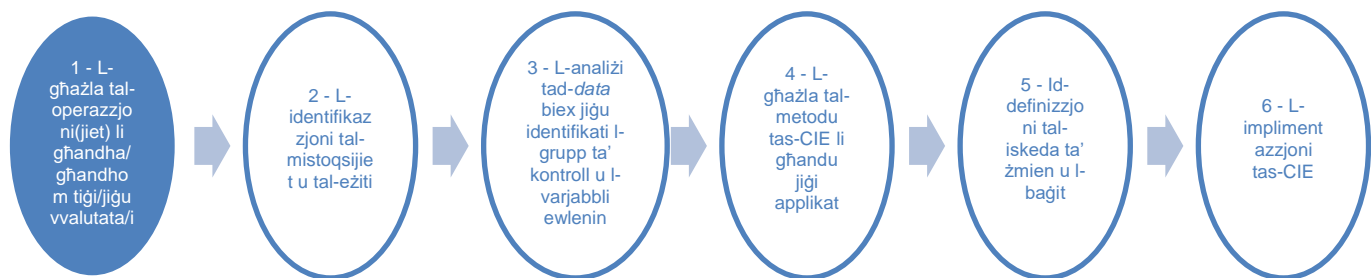 1 - L-
għażla tal-
operazzjo
ni(jiet) li
għandha/
għandho
m tiġi/jiġu
vvalutata/i
2 - L-
identifikaz
zjoni tal-
mistoqsijie
t u tal-eżiti
3 - L-analiżi
tad-data
biex jiġu
identifikati l-
grupp ta’
kontroll u l-
varjabbli
ewlenin
4 - L-
għażla tal-
metodu
tas-CIE li
għandu
jiġi
applikat
5 - Id-
definizzjo
ni tal-
iskeda ta’
żmien u l-
baġit
6 - L-
impliment
azzjoni
tas-CIE